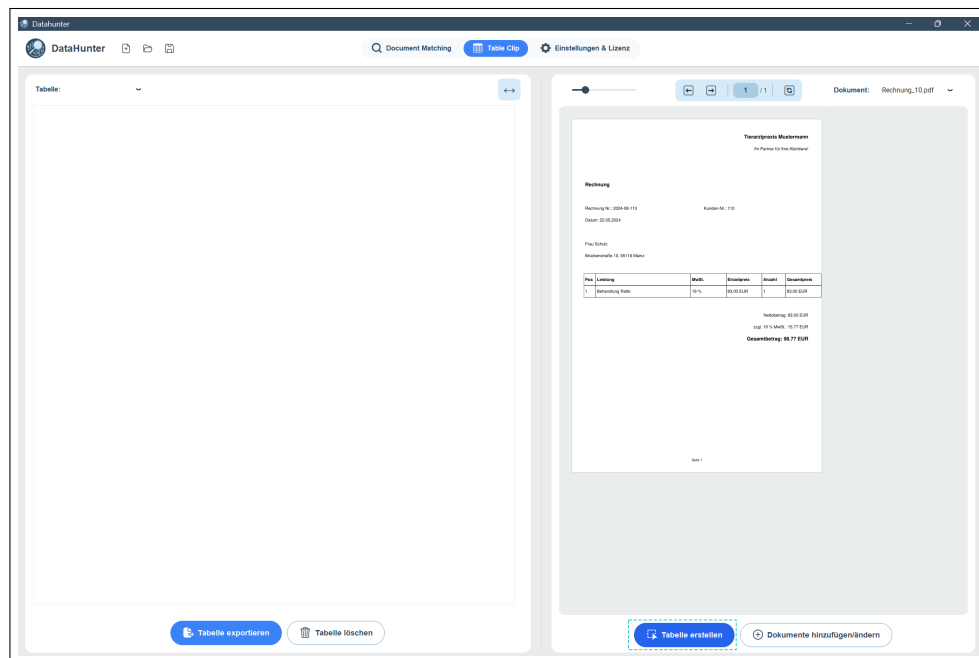 Datahunter
DataHunter
Document Matching
Table Clip
Einstellungen & Lizenz
Tabelle:
1 / 1
Dokument: Rechnung_10.pdf
Tierarztpraxis Mustermann
Ihr Partner für Ihre Kleintiere!
Rechnung
Rechnung Nr.: 2024-08-110 Kunden-Nr.: 110
Datum: 22.05.2024
Frau Schulz
Brückenstraße 10, 55116 Mainz
Pos Leistung MwSt. Einzelpreis Anzahl Gesamtpreis
1 Behandlung Ratte 19 % 83.00 EUR 1 83.00 EUR
Nettobetrag: 83.00 EUR
zzgl. 19 % MwSt.: 15.77 EUR
Gesamtbetrag: 98.77 EUR
Seite 1
Tabelle exportieren
Tabelle löschen
Tabelle erstellen
Dokumente hinzufügen/ändern